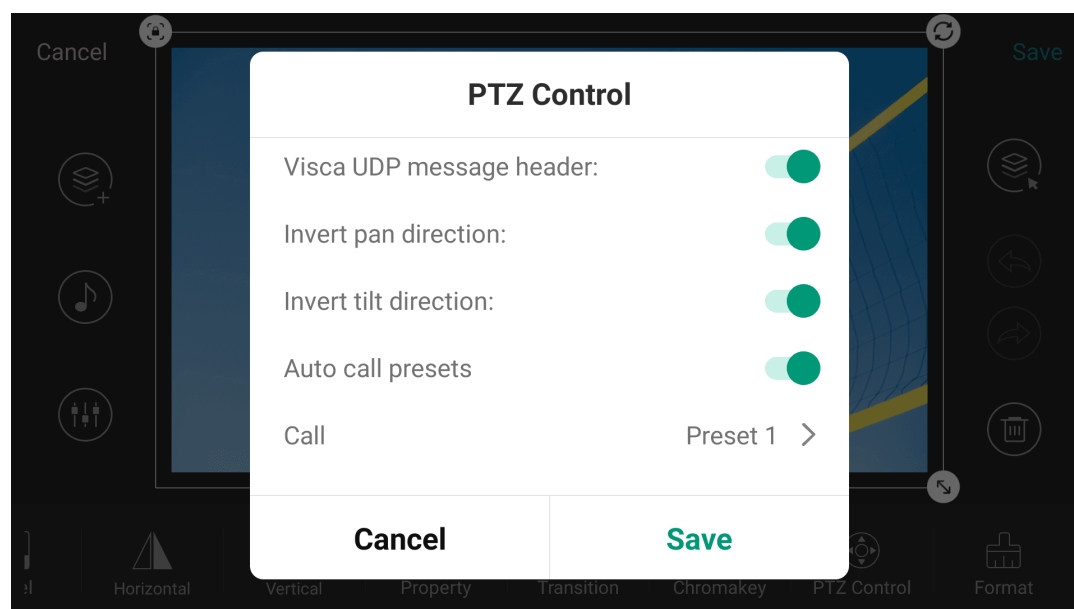 Cancel
Save
PTZ Control
Visca UDP message header:
Invert pan direction:
Invert tilt direction:
Auto call presets
Call Preset 1
Cancel Save
Horizontal Vertical Property Transition Chromakey PTZ Control Format